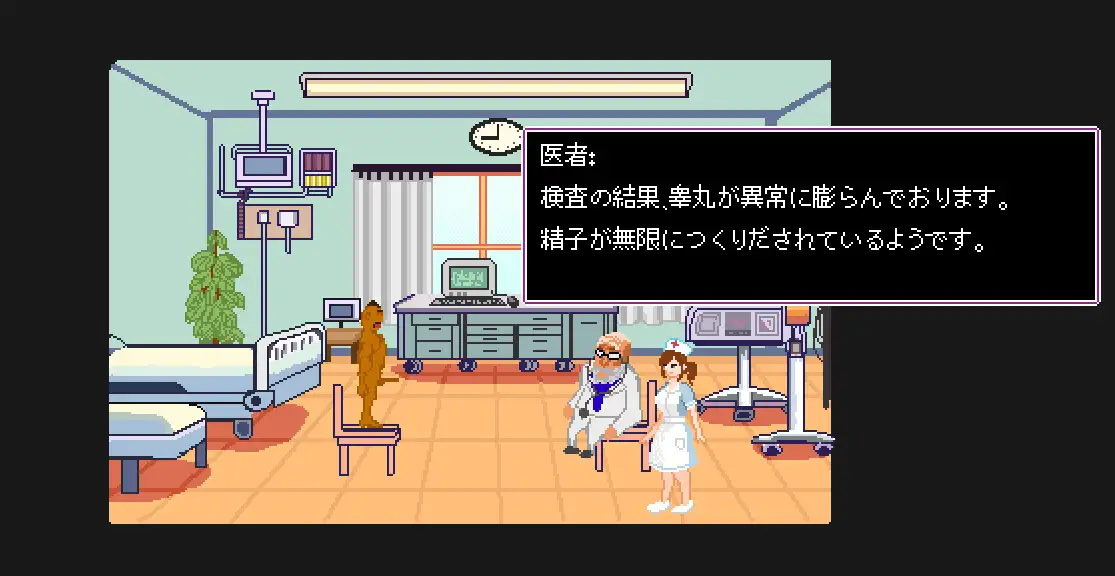 医者:
検査の結果、睾丸が異常に膨らんでおります。
精子が無限につくりだされているようです。